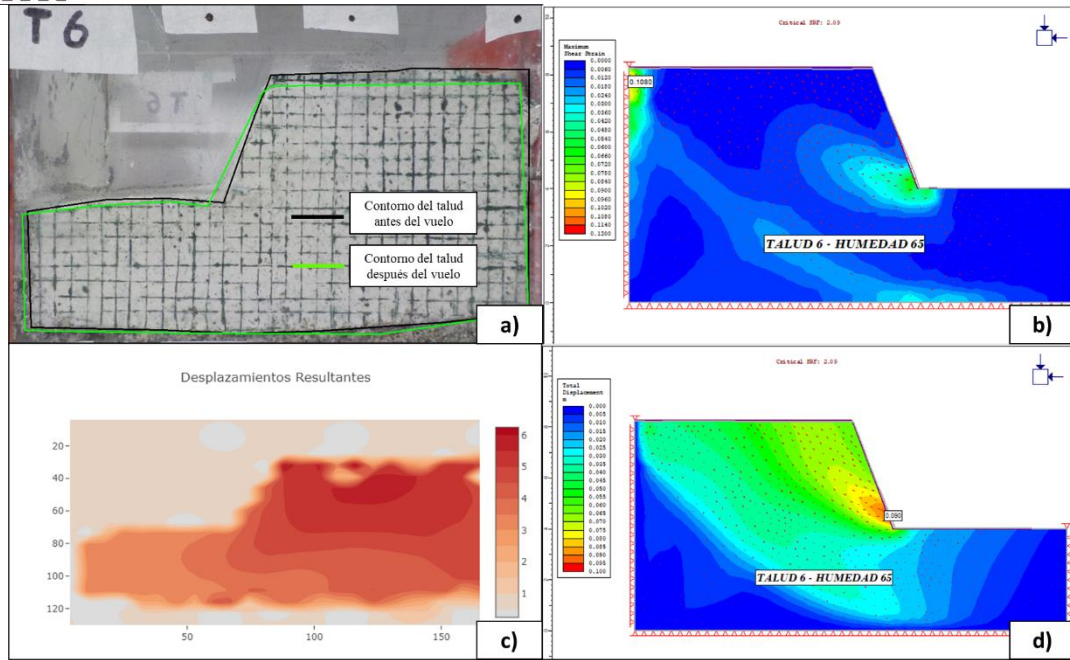 T6
T6
Contorno del talud
antes del vuelo
Contorno del talud
después del vuelo
a)
Critical SRF: 2.09
Maximum
Shear Strain
0.0000
0.0060
0.0120
0.0240
0.0300
0.0360
0.0420
0.0480
0.0540
0.0600
0.0660
0.0720
0.0780
0.0840
0.0900
0.0960
0.1020
0.1080
0.1140
0.1200
0.1080
TALUD 6 - HUMEDAD 65
b)
Desplazamientos Resultantes
20
40
60
80
100
120
50
100
150
6
5
4
3
2
1
c)
Critical SRF: 2.09
Total
Displacement
m
0.000
0.005
0.010
0.015
0.020
0.025
0.030
0.035
0.040
0.045
0.050
0.055
0.060
0.065
0.070
0.075
0.080
0.085
0.090
0.095
0.100
0.090
TALUD 6 - HUMEDAD 65
d)